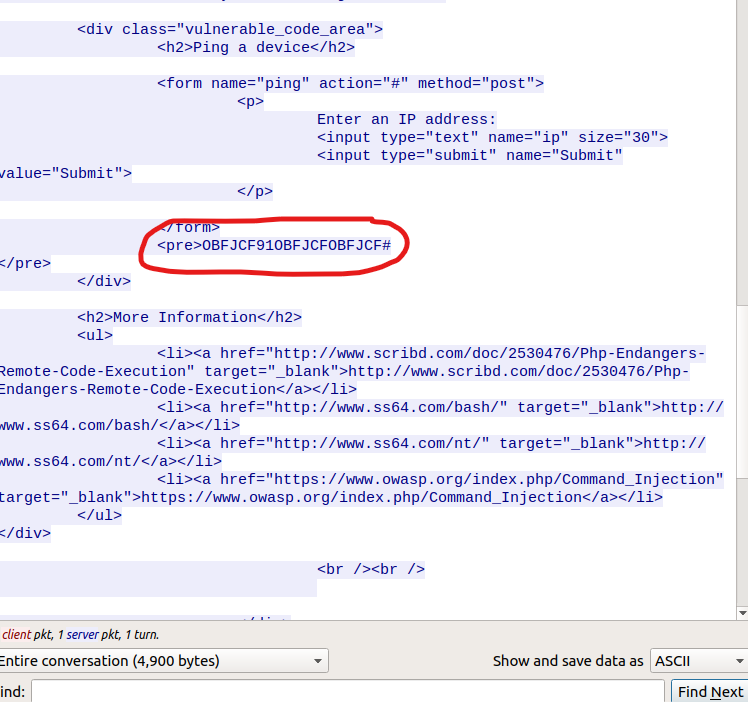 <div class="vulnerable_code_area">
<h2>Ping a device</h2>
<form name="ping" action="#" method="post">
<p>
Enter an IP address:
<input type="text" name="ip" size="30">
<input type="submit" name="Submit"
value="Submit">
</p>
</form>
<pre>OBFJCF91OBFJCFOBFJCF#
</pre>
</div>
<h2>More Information</h2>
<ul>
<li><a href="http://www.scribd.com/doc/2530476/Php-Endangers-
Remote-Code-Execution" target="_blank">http://www.scribd.com/doc/2530476/Php-
Endangers-Remote-Code-Execution</a></li>
<li><a href="http://www.ss64.com/bash/" target="_blank">http://
www.ss64.com/bash/</a></li>
<li><a href="http://www.ss64.com/nt/" target="_blank">http://
www.ss64.com/nt/</a></li>
<li><a href="https://www.owasp.org/index.php/Command_Injection"
target="_blank">https://www.owasp.org/index.php/Command_Injection</a></li>
</ul>
</div>
<br /><br />
client pkt, 1 server pkt, 1 turn.
Entire conversation (4,900 bytes)
Show and save data as
ASCII
ind:
Find Next